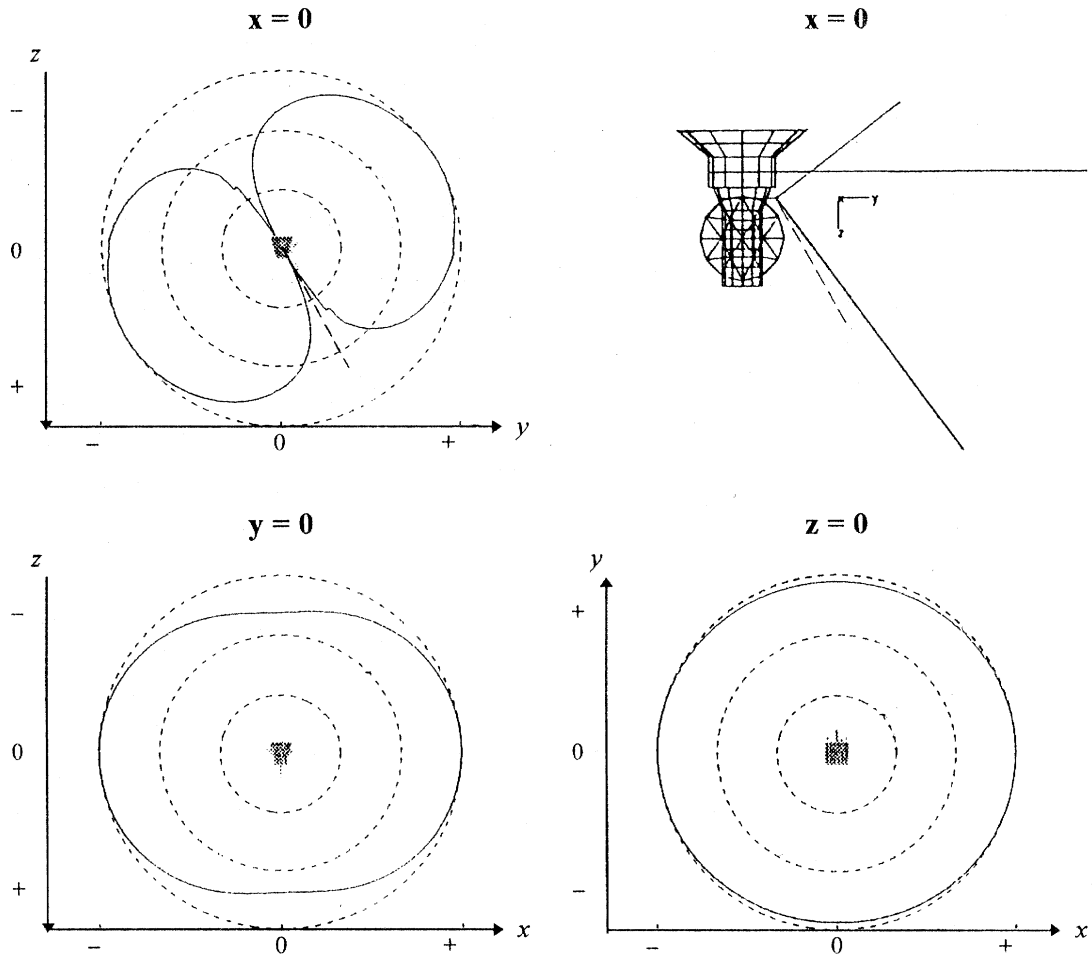 x = 0
z
−
0
+
− 0 + y
x = 0
x y
z
y = 0
z
−
0
+
− 0 + x
z = 0
y
+
0
−
− 0 + x